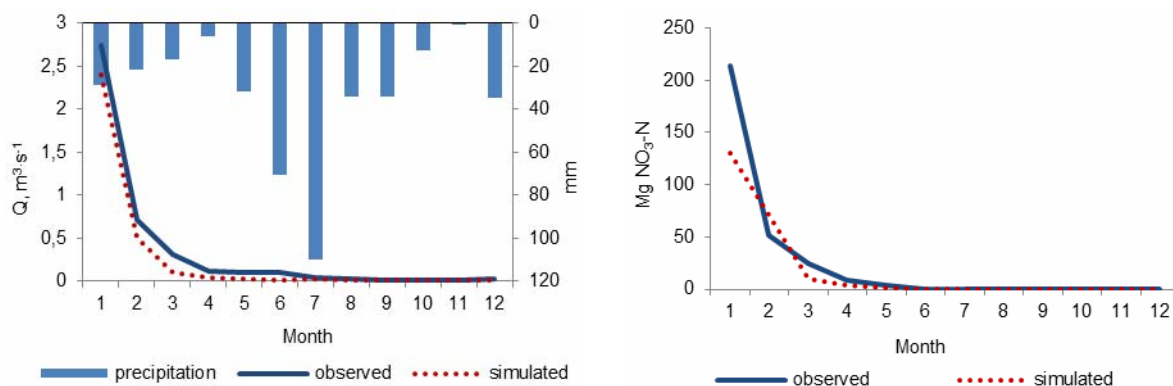 3
2,5
2
1,5
1
0,5
0
Q, m³·s⁻¹
0
20
40
60
80
100
120
mm
1 2 3 4 5 6 7 8 9 10 11 12
Month
precipitation observed simulated
250
200
150
100
50
0
Mg NO₃-N
1 2 3 4 5 6 7 8 9 10 11 12
Month
observed simulated